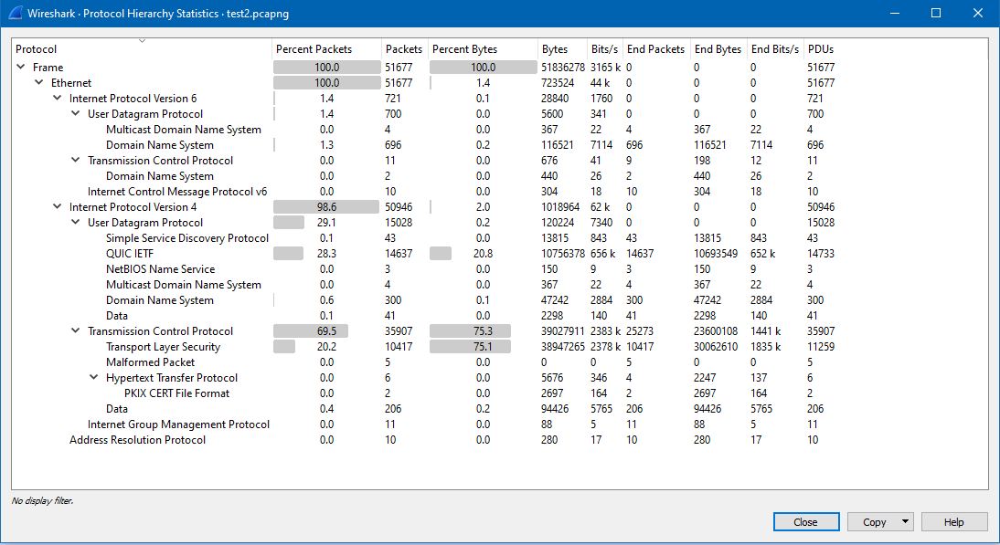 Wireshark · Protocol Hierarchy Statistics · test2.pcapng
Protocol Percent Packets Packets Percent Bytes Bytes Bits/s End Packets End Bytes End Bits/s PDUs
Frame 100.0 51677 100.0 51836278 3165 k 0 0 0 51677
Ethernet 100.0 51677 1.4 723524 44 k 0 0 0 51677
Internet Protocol Version 6 1.4 721 0.1 28840 1760 0 0 0 721
User Datagram Protocol 1.4 700 0.0 5600 341 0 0 0 700
Multicast Domain Name System 0.0 4 0.0 367 22 4 367 22 4
Domain Name System 1.3 696 0.2 116521 7114 696 116521 7114 696
Transmission Control Protocol 0.0 11 0.0 676 41 9 198 12 11
Domain Name System 0.0 2 0.0 440 26 2 440 26 2
Internet Control Message Protocol v6 0.0 10 0.0 304 18 10 304 18 10
Internet Protocol Version 4 98.6 50946 2.0 1018964 62 k 0 0 0 50946
User Datagram Protocol 29.1 15028 0.2 120224 7340 0 0 0 15028
Simple Service Discovery Protocol 0.1 43 0.0 13815 843 43 13815 843 43
QUIC IETF 28.3 14637 20.8 10756378 656 k 14637 10693549 652 k 14733
NetBIOS Name Service 0.0 3 0.0 150 9 3 150 9 3
Multicast Domain Name System 0.0 4 0.0 367 22 4 367 22 4
Domain Name System 0.6 300 0.1 47242 2884 300 47242 2884 300
Data 0.1 41 0.0 2298 140 41 2298 140 41
Transmission Control Protocol 69.5 35907 75.3 39027911 2383 k 25273 23600108 1441 k 35907
Transport Layer Security 20.2 10417 75.1 38947265 2378 k 10417 30062610 1835 k 11259
Malformed Packet 0.0 5 0.0 0 0 5 0 0 5
Hypertext Transfer Protocol 0.0 6 0.0 5676 346 4 2247 137 6
PKIX CERT File Format 0.0 2 0.0 2697 164 2 2697 164 2
Data 0.4 206 0.2 94426 5765 206 94426 5765 206
Internet Group Management Protocol 0.0 11 0.0 88 5 11 88 5 11
Address Resolution Protocol 0.0 10 0.0 280 17 10 280 17 10
No display filter.
Close Copy Help